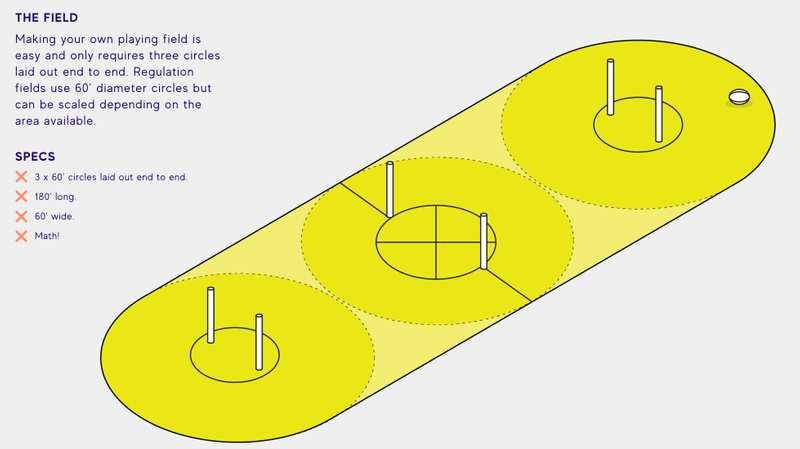 THE FIELD
Making your own playing field is
easy and only requires three circles
laid out end to end. Regulation
fields use 60' diameter circles but
can be scaled depending on the
area available.
SPECS
3 x 60' circles laid out end to end.
180' long.
60' wide.
Math!